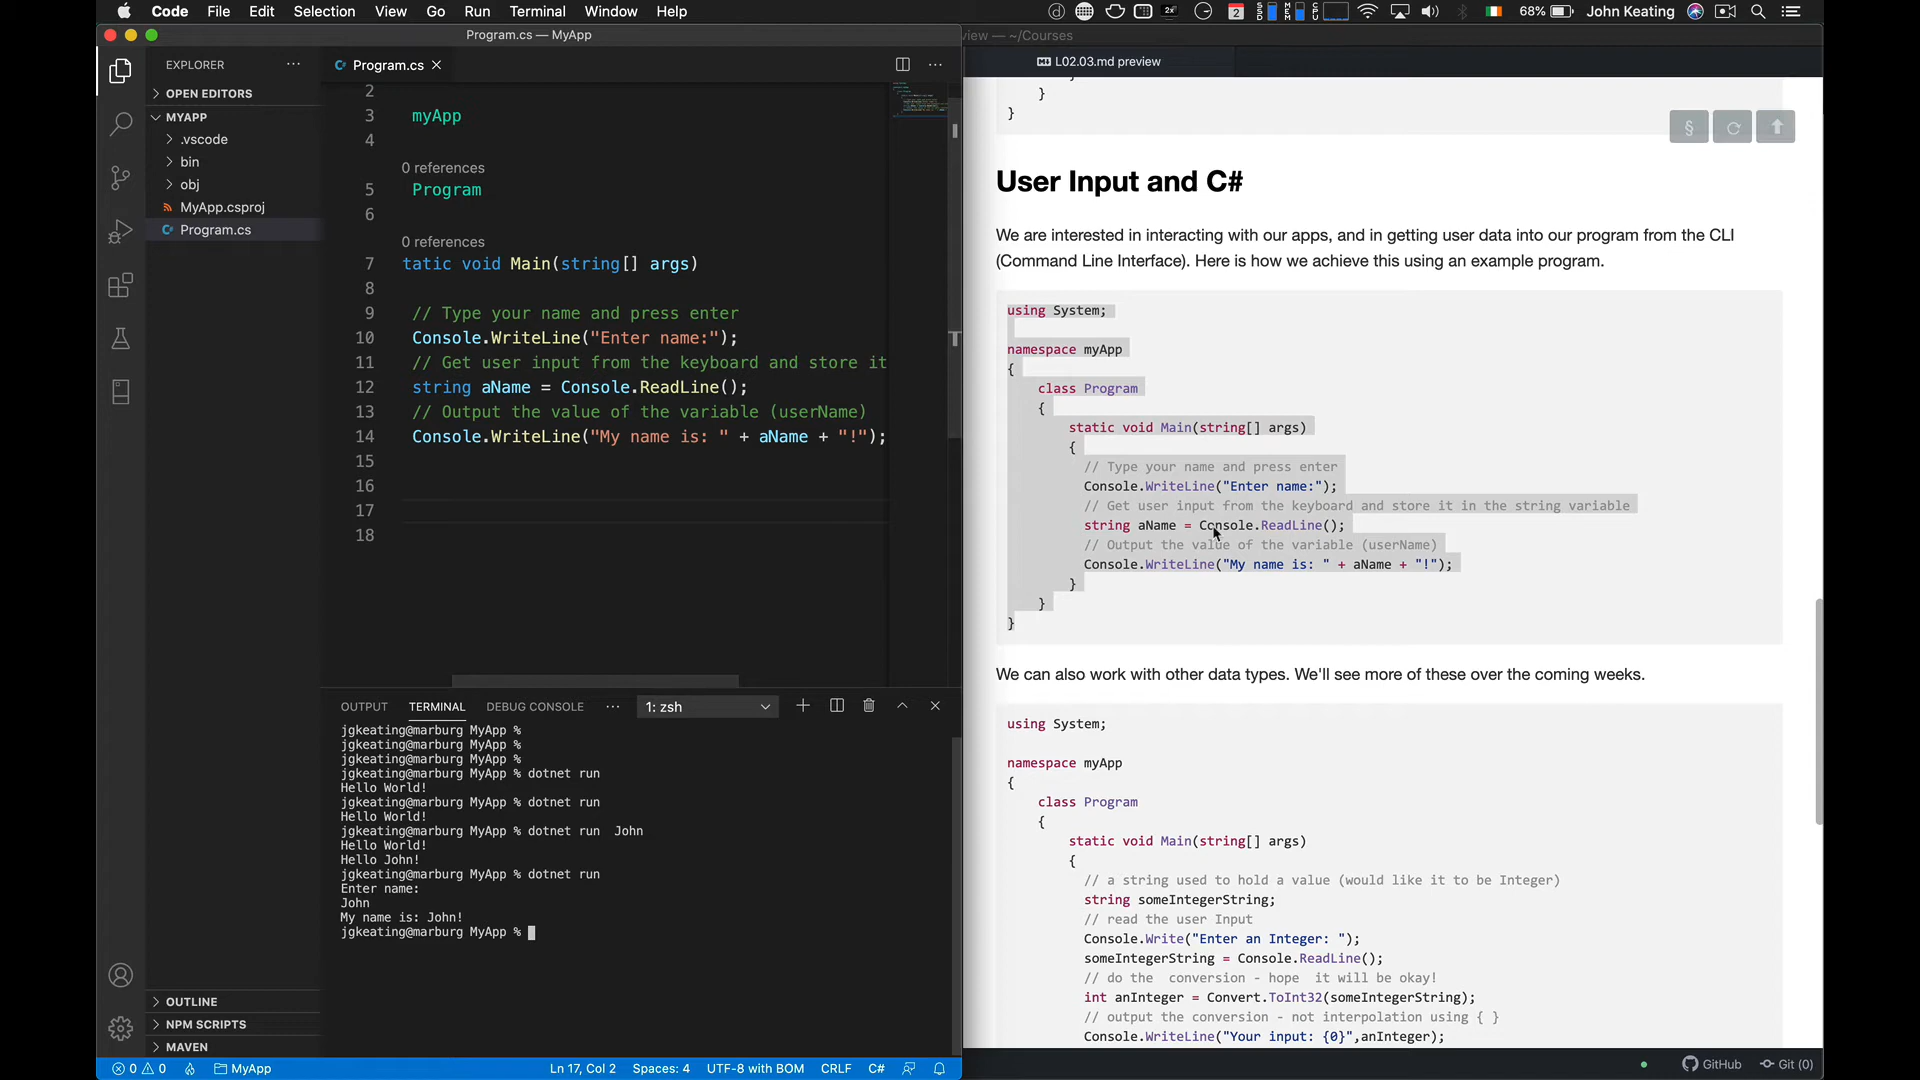 Code File Edit Selection View Go Run Terminal Window Help
2x 2 SSD MEM CPU 68% John Keating
Program.cs — MyApp
EXPLORER
OPEN EDITORS
MYAPP
.vscode
bin
obj
MyApp.csproj
Program.cs
OUTLINE
NPM SCRIPTS
MAVEN
Program.cs
2
3 myApp
4
0 references
5 Program
6
0 references
7 tatic void Main(string[] args)
8
9 // Type your name and press enter
10 Console.WriteLine("Enter name:");
11 // Get user input from the keyboard and store it
12 string aName = Console.ReadLine();
13 // Output the value of the variable (userName)
14 Console.WriteLine("My name is: " + aName + "!");
15
16
17
18
OUTPUT TERMINAL DEBUG CONSOLE 1: zsh
jgkeating@marburg MyApp %
jgkeating@marburg MyApp %
jgkeating@marburg MyApp %
jgkeating@marburg MyApp % dotnet run
Hello World!
jgkeating@marburg MyApp % dotnet run
Hello World!
jgkeating@marburg MyApp % dotnet run  John
Hello World!
Hello John!
jgkeating@marburg MyApp % dotnet run
Enter name:
John
My name is: John!
jgkeating@marburg MyApp %
0 0 MyApp Ln 17, Col 2 Spaces: 4 UTF-8 with BOM CRLF C#
view — ~/Courses
L02.03.md preview
}
}
§
User Input and C#
We are interested in interacting with our apps, and in getting user data into our program from the CLI
(Command Line Interface). Here is how we achieve this using an example program.
using System;
namespace myApp
{
class Program
{
static void Main(string[] args)
{
// Type your name and press enter
Console.WriteLine("Enter name:");
// Get user input from the keyboard and store it in the string variable
string aName = Console.ReadLine();
// Output the value of the variable (userName)
Console.WriteLine("My name is: " + aName + "!");
}
}
}
We can also work with other data types. We'll see more of these over the coming weeks.
using System;
namespace myApp
{
class Program
{
static void Main(string[] args)
{
// a string used to hold a value (would like it to be Integer)
string someIntegerString;
// read the user Input
Console.Write("Enter an Integer: ");
someIntegerString = Console.ReadLine();
// do the  conversion - hope  it will be okay!
int anInteger = Convert.ToInt32(someIntegerString);
// output the conversion - not interpolation using { }
Console.WriteLine("Your input: {0}",anInteger);
GitHub Git (0)